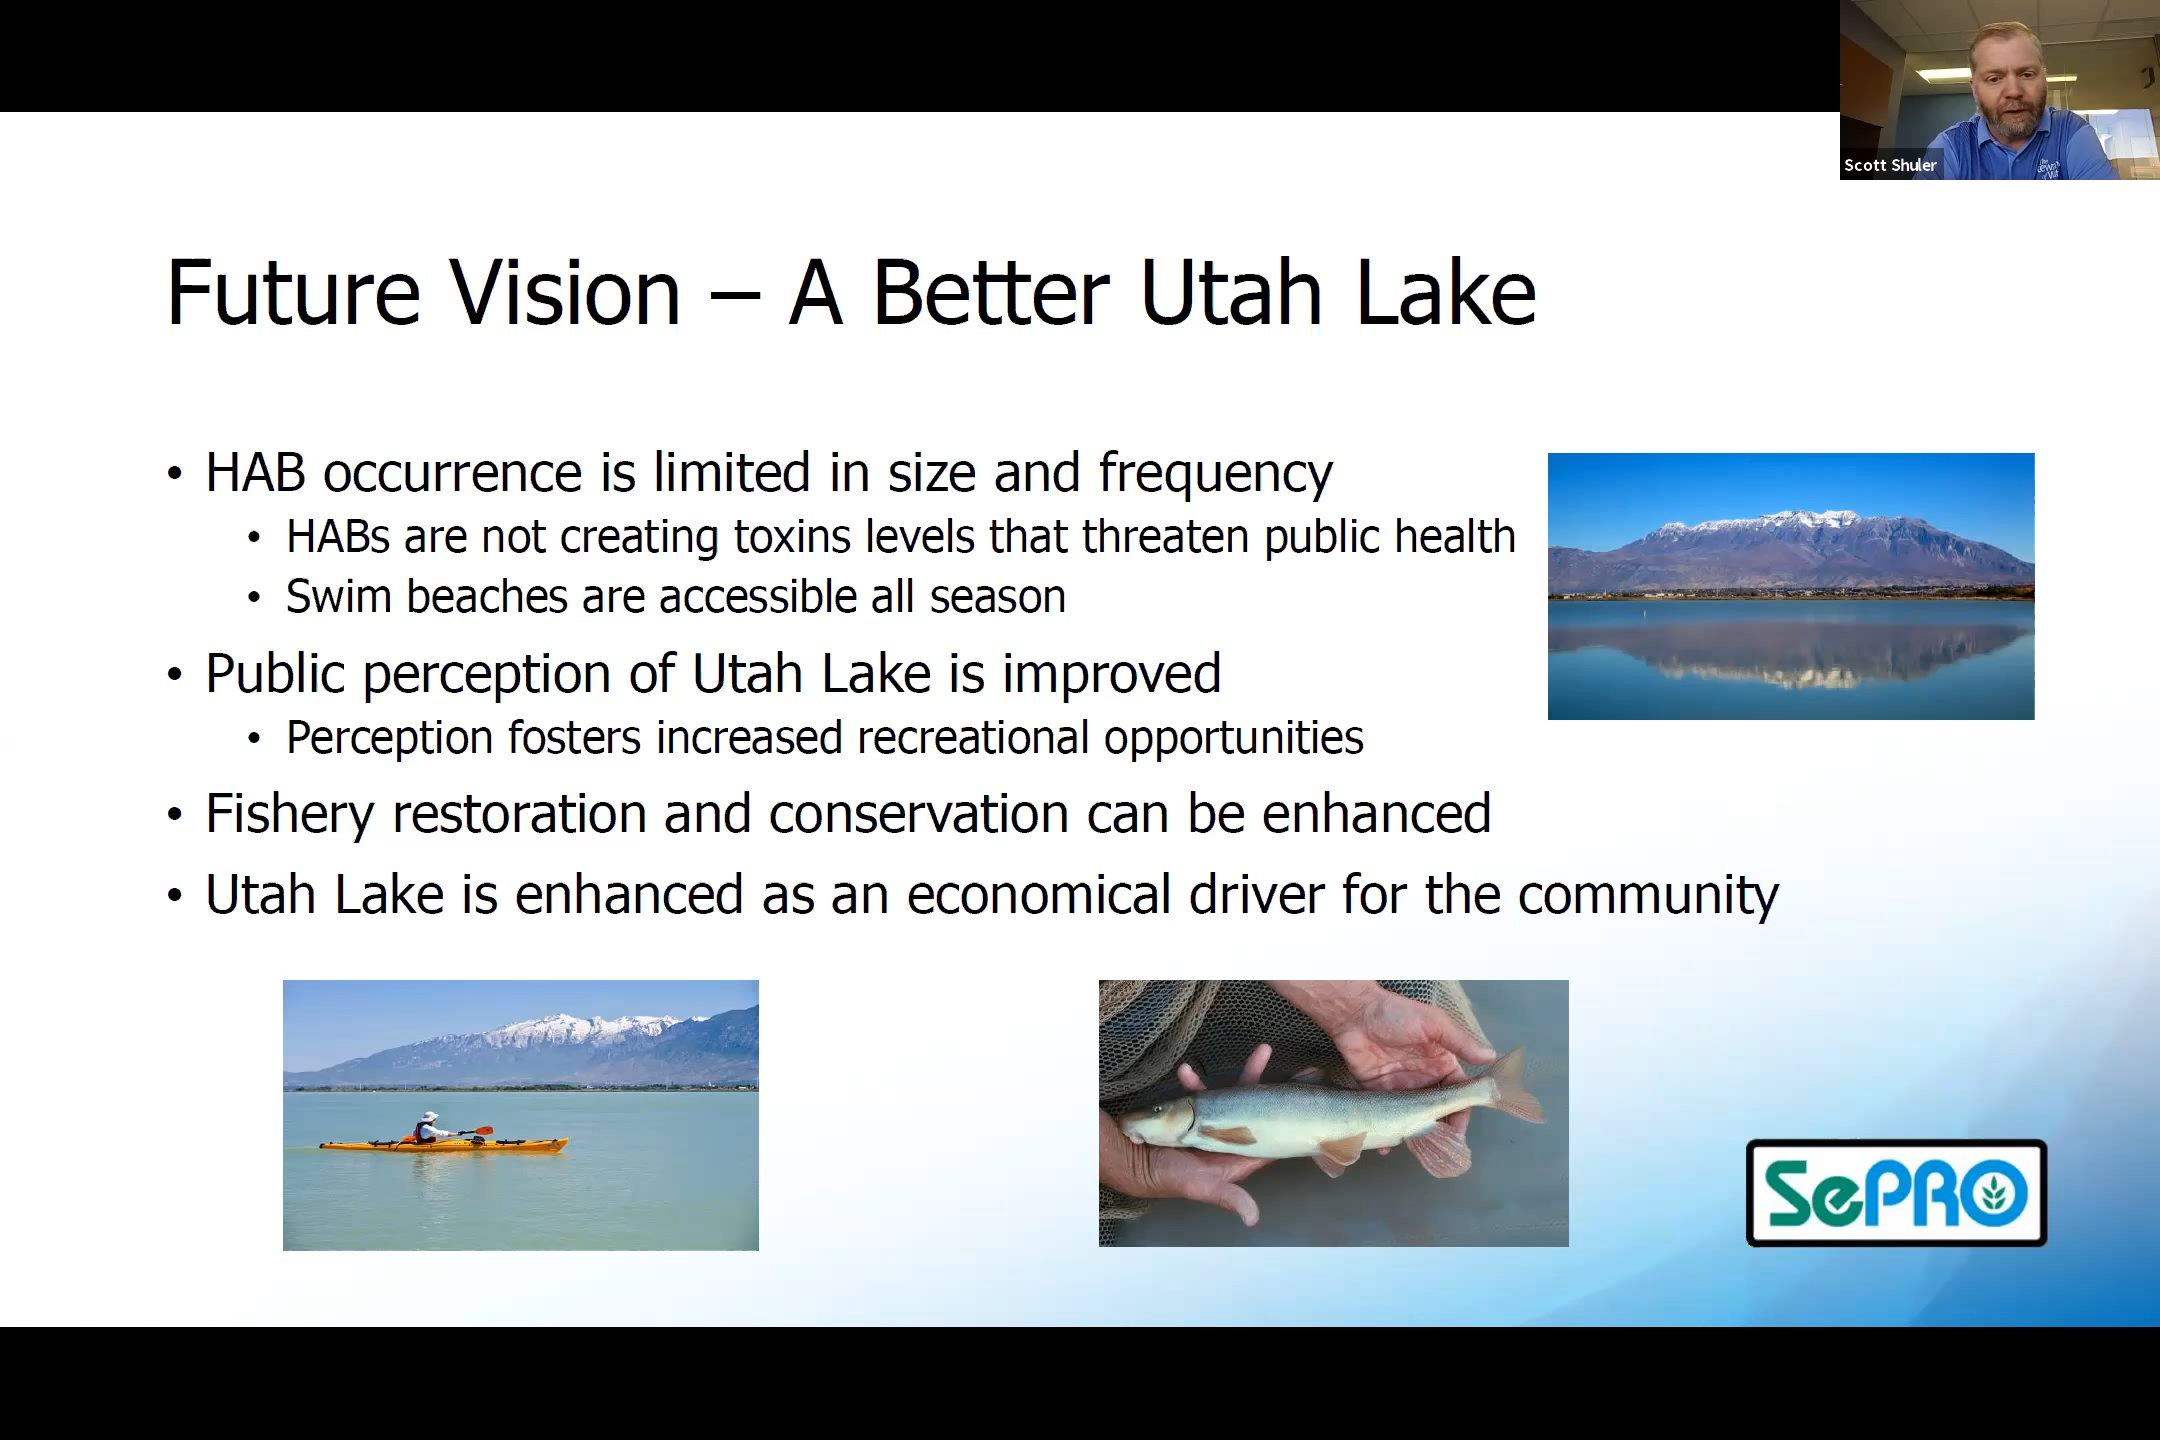 Scott Shuler
Future Vision – A Better Utah Lake
• HAB occurrence is limited in size and frequency
• HABs are not creating toxins levels that threaten public health
• Swim beaches are accessible all season
• Public perception of Utah Lake is improved
• Perception fosters increased recreational opportunities
• Fishery restoration and conservation can be enhanced
• Utah Lake is enhanced as an economical driver for the community
SePRO